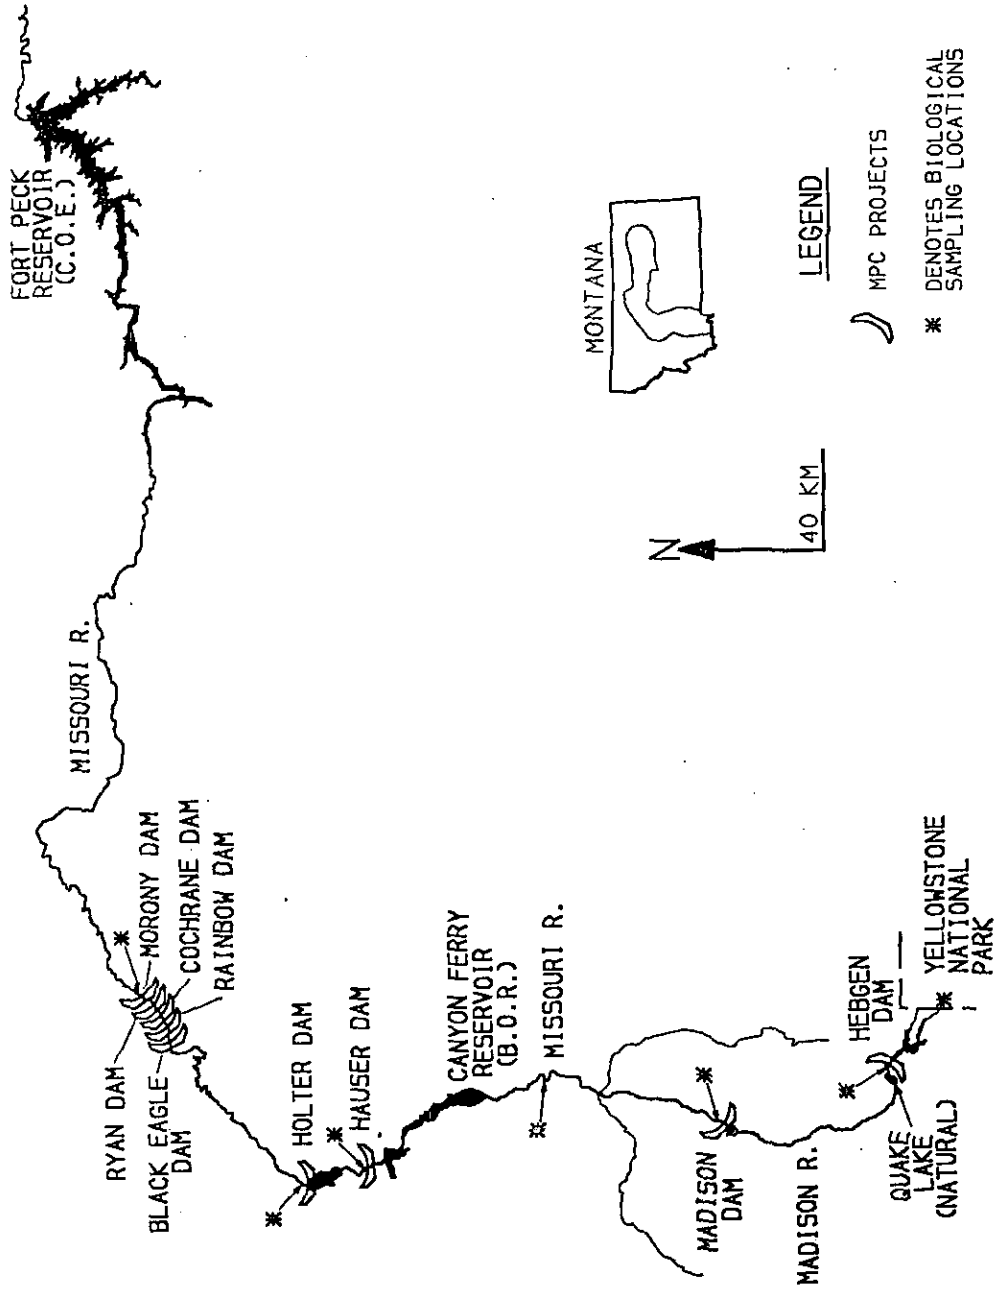 FORT PECK
RESERVOIR
(C.O.E.)
MISSOURI R.
RYAN DAM
MORONY DAM
BLACK EAGLE
DAM
COCHRANE DAM
RAINBOW DAM
HOLTER DAM
HAUSER DAM
CANYON FERRY
RESERVOIR
(B.O.R.)
MISSOURI R.
MADISON
DAM
MADISON R.
HEBGEN
DAM
QUAKE
LAKE
(NATURAL)
YELLOWSTONE
NATIONAL
PARK
N
40 KM
MONTANA
LEGEND
MPC PROJECTS
DENOTES BIOLOGICAL
SAMPLING LOCATIONS